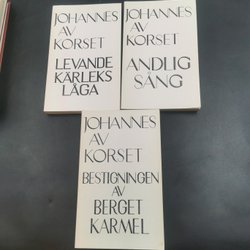 JOHANNES
AV
KORSET
LEVANDE
KÄRLEKS
LÅGA
JOHANNES
AV
KORSET
ANDLIG
SÅNG
JOHANNES
AV
KORSET
BESTIGNINGEN
AV
BERGET
KARMEL